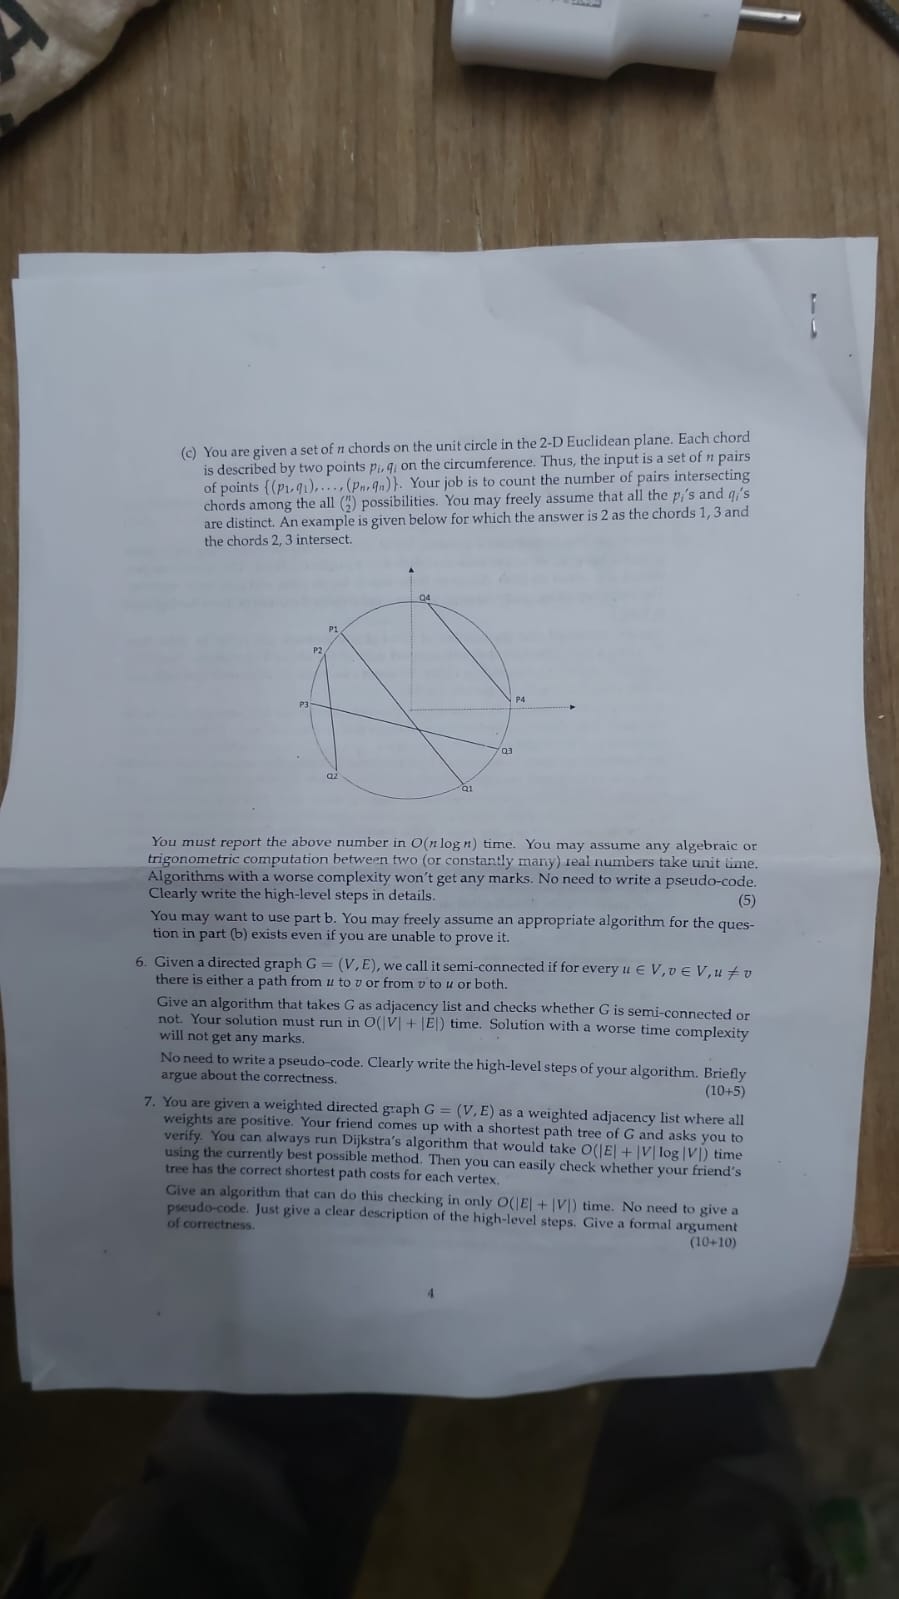 (c) You are given a set of n chords on the unit circle in the 2-D Euclidean plane. Each chord
is described by two points pᵢ, qᵢ on the circumference. Thus, the input is a set of n pairs
of points {(p₁, q₁), . . . , (pₙ, qₙ)}. Your job is to count the number of pairs intersecting
chords among the all (n 2) possibilities. You may freely assume that all the pᵢ's and qᵢ's
are distinct. An example is given below for which the answer is 2 as the chords 1, 3 and
the chords 2, 3 intersect.
Q4
P1
P2
P3
P4
Q3
Q2
Q1
You must report the above number in O(n log n) time. You may assume any algebraic or
trigonometric computation between two (or constantly many) real numbers take unit time.
Algorithms with a worse complexity won't get any marks. No need to write a pseudo-code.
Clearly write the high-level steps in details. (5)
You may want to use part b. You may freely assume an appropriate algorithm for the ques-
tion in part (b) exists even if you are unable to prove it.
6. Given a directed graph G = (V, E), we call it semi-connected if for every u ∈ V, v ∈ V, u ≠ v
there is either a path from u to v or from v to u or both.
Give an algorithm that takes G as adjacency list and checks whether G is semi-connected or
not. Your solution must run in O(|V| + |E|) time. Solution with a worse time complexity
will not get any marks.
No need to write a pseudo-code. Clearly write the high-level steps of your algorithm. Briefly
argue about the correctness. (10+5)
7. You are given a weighted directed graph G = (V, E) as a weighted adjacency list where all
weights are positive. Your friend comes up with a shortest path tree of G and asks you to
verify. You can always run Dijkstra's algorithm that would take O(|E| + |V| log |V|) time
using the currently best possible method. Then you can easily check whether your friend's
tree has the correct shortest path costs for each vertex.
Give an algorithm that can do this checking in only O(|E| + |V|) time. No need to give a
pseudo-code. Just give a clear description of the high-level steps. Give a formal argument
of correctness. (10+10)
4